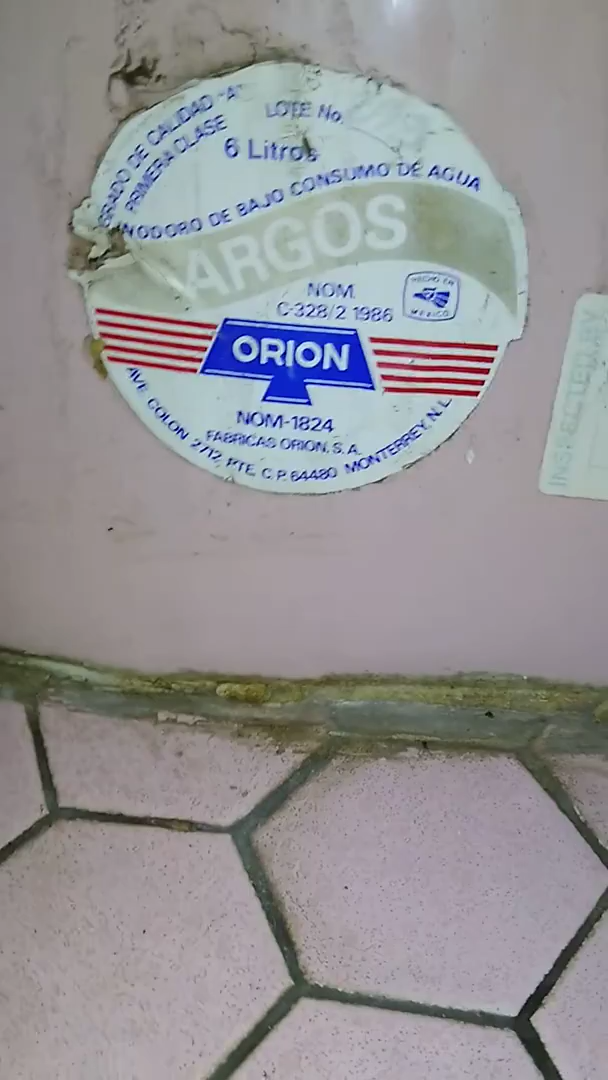 GRADO DE CALIDAD "A"
PRIMERA CLASE
LOTE No.
6 Litros
INODORO DE BAJO CONSUMO DE AGUA
ARGOS
HECHO EN
MEXICO
NOM.
C-328/2 1986
ORION
NOM-1824
FABRICAS ORION, S.A.
AVE. COLON 2712 PTE. C.P. 64480 MONTERREY, N.L.
INSPECTED BY